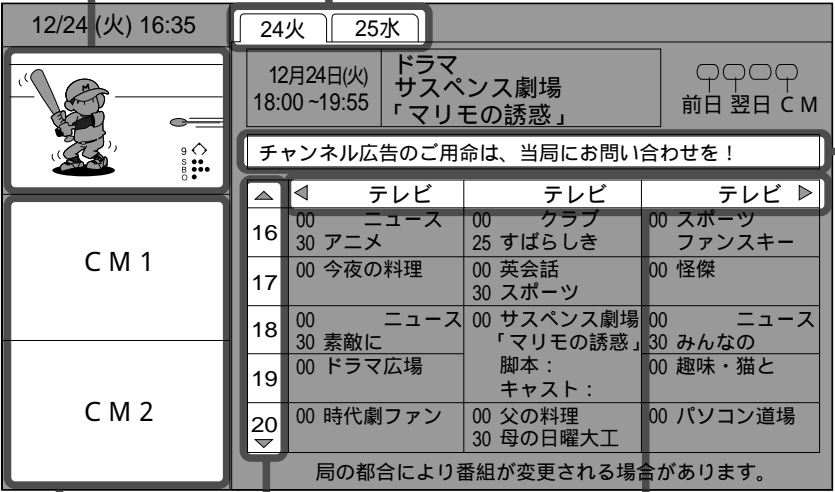 12/24 (火) 16:35
24火
25水
12月24日(火)
18:00 ~19:55
ドラマ
サスペンス劇場
「マリモの誘惑」
前日 翌日 C M
M
9
S
B
O
チャンネル広告のご用命は、当局にお問い合わせを！
テレビ
テレビ
テレビ
16
00 ニュース
30 アニメ
00 クラブ
25 すばらしき
00 スポーツ
ファンスキー
17
00 今夜の料理
00 英会話
30 スポーツ
00 怪傑
18
00 ニュース
30 素敵に
00 サスペンス劇場
「マリモの誘惑」
脚本：
キャスト：
00 ニュース
30 みんなの
19
00 ドラマ広場
00 趣味・猫と
20
00 時代劇ファン
00 父の料理
30 母の日曜大工
00 パソコン道場
C M 1
C M 2
局の都合により番組が変更される場合があります。